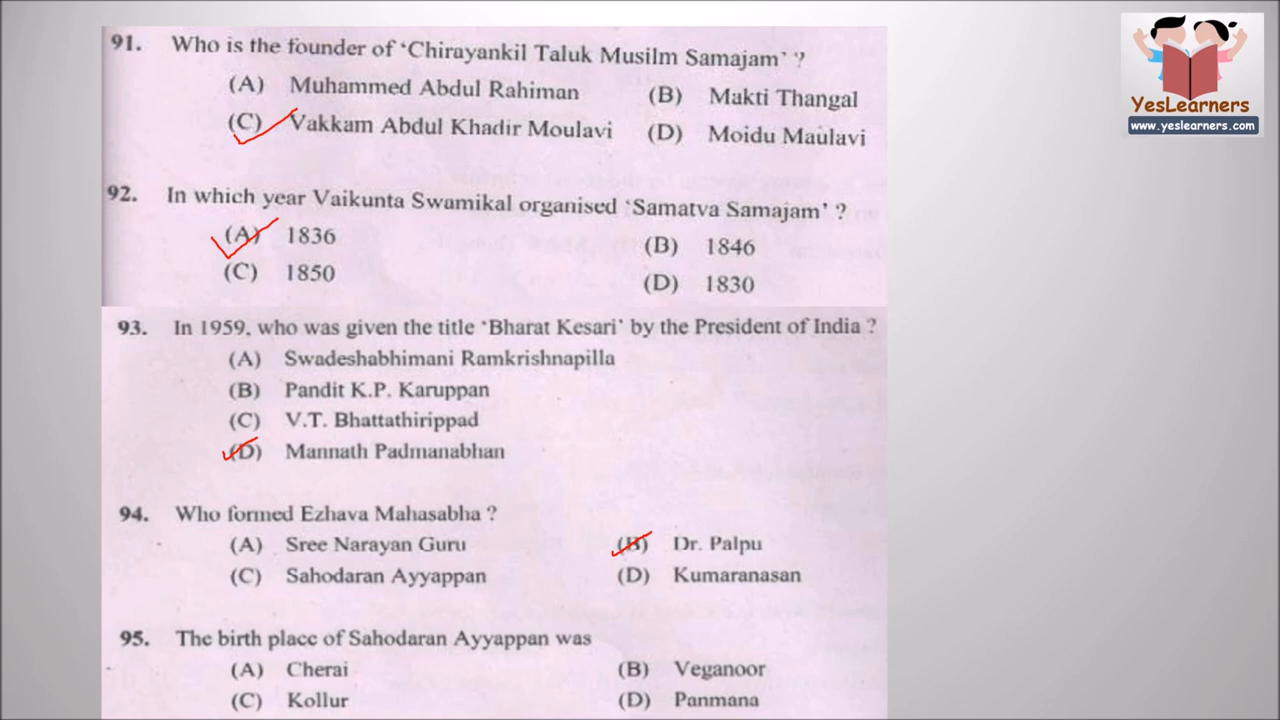 91. Who is the founder of ‘Chirayankil Taluk Musilm Samajam’ ?
(A) Muhammed Abdul Rahiman (B) Makti Thangal
(C) Vakkam Abdul Khadir Moulavi (D) Moidu Maulavi
92. In which year Vaikunta Swamikal organised ‘Samatva Samajam’ ?
(A) 1836 (B) 1846
(C) 1850 (D) 1830
93. In 1959, who was given the title ‘Bharat Kesari’ by the President of India ?
(A) Swadeshabhimani Ramkrishnapilla
(B) Pandit K.P. Karuppan
(C) V.T. Bhattathirippad
(D) Mannath Padmanabhan
94. Who formed Ezhava Mahasabha ?
(A) Sree Narayan Guru (B) Dr. Palpu
(C) Sahodaran Ayyappan (D) Kumaranasan
95. The birth place of Sahodaran Ayyappan was
(A) Cherai (B) Veganoor
(C) Kollur (D) Panmana
YesLearners
www.yeslearners.com